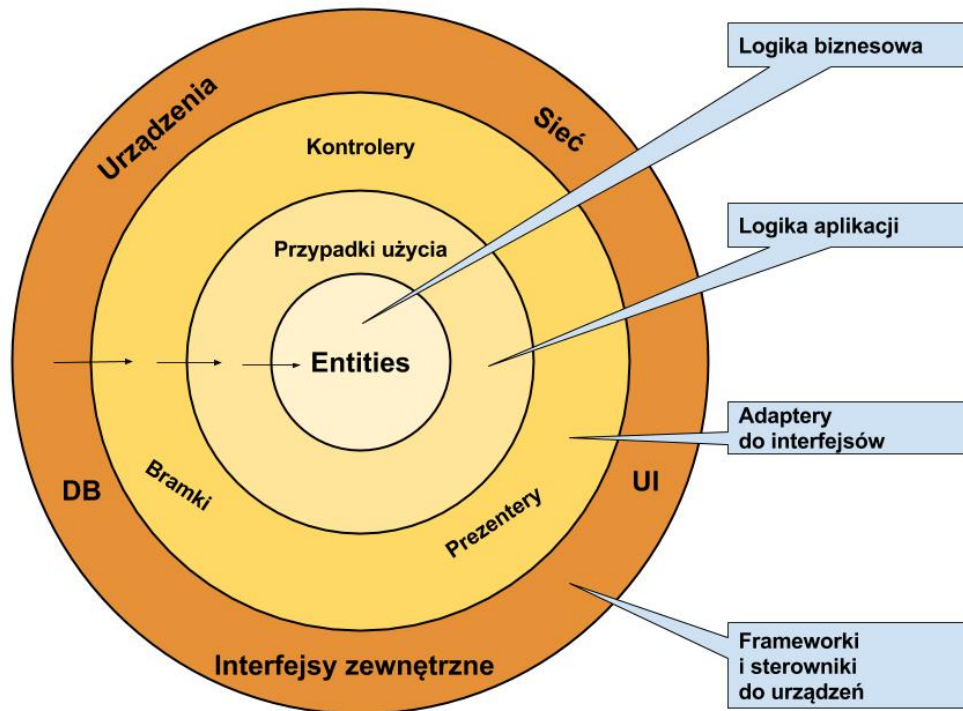 Logika biznesowa
Urządzenia
Sieć
Kontrolery
Logika aplikacji
Przypadki użycia
Entities
Adaptery
do interfejsów
DB
Bramki
UI
Prezentery
Interfejsy zewnętrzne
Frameworki
i sterowniki
do urządzeń